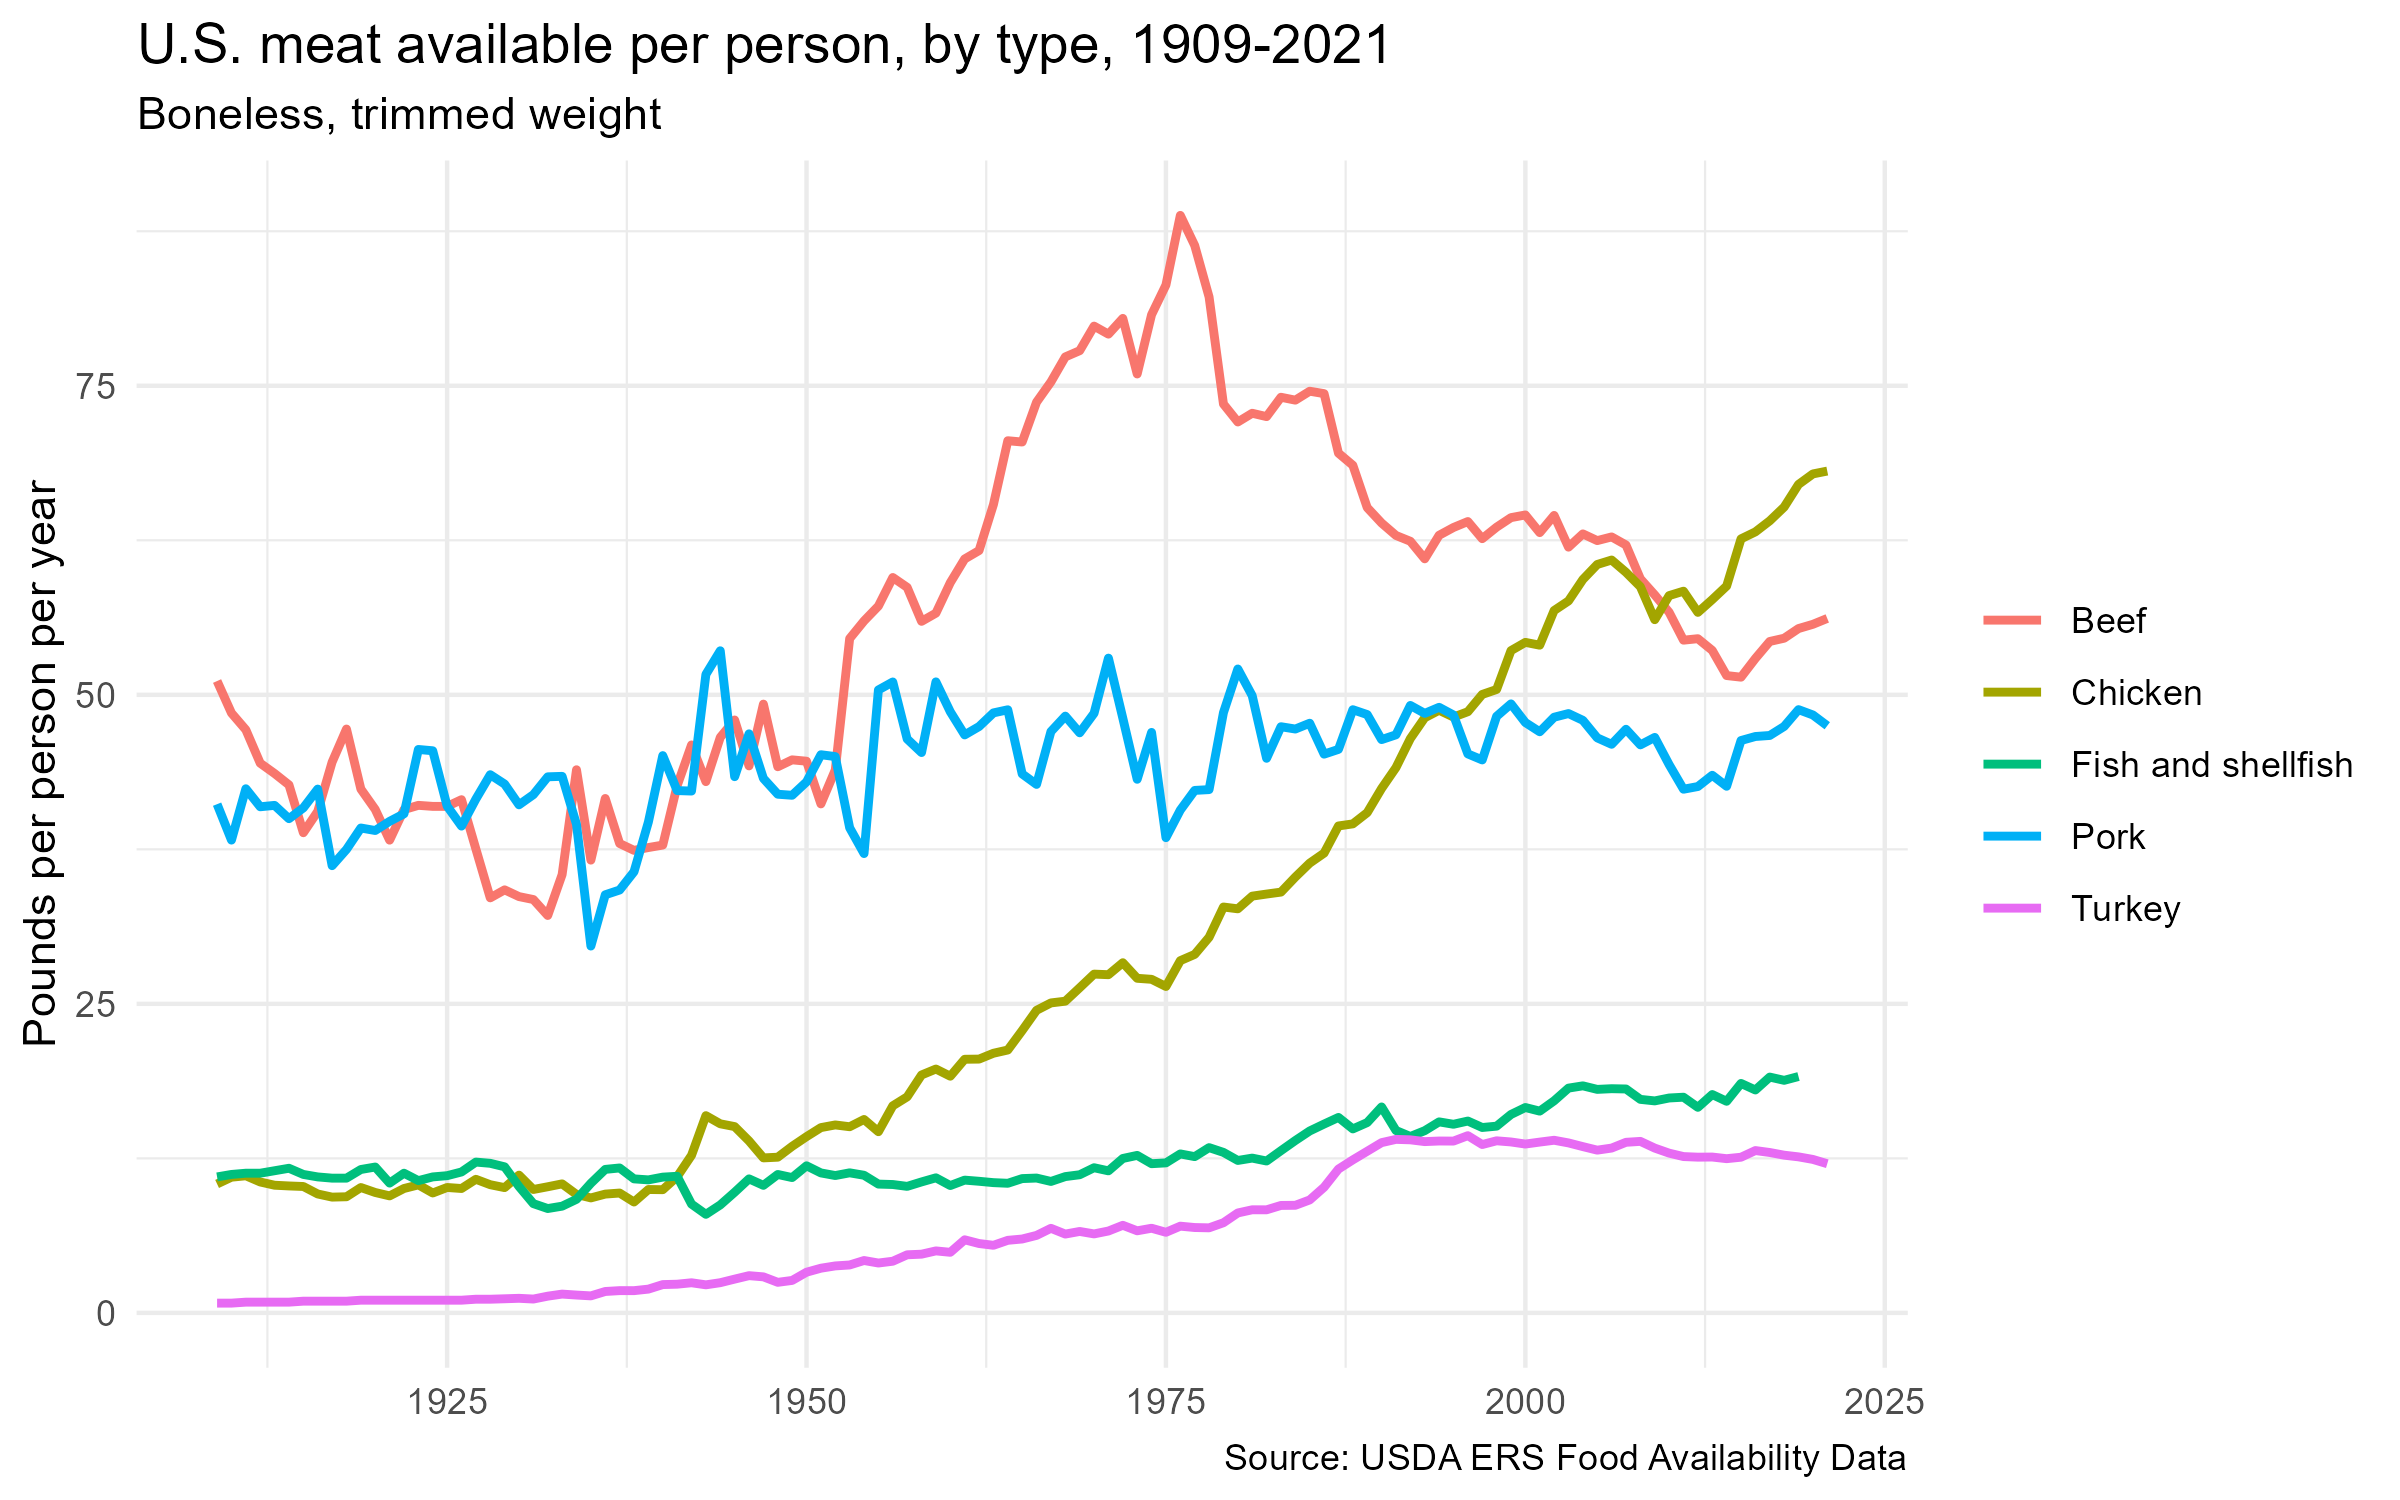 U.S. meat available per person, by type, 1909-2021
Boneless, trimmed weight
Pounds per person per year
75
50
25
0
1925
1950
1975
2000
2025
Beef
Chicken
Fish and shellfish
Pork
Turkey
Source: USDA ERS Food Availability Data